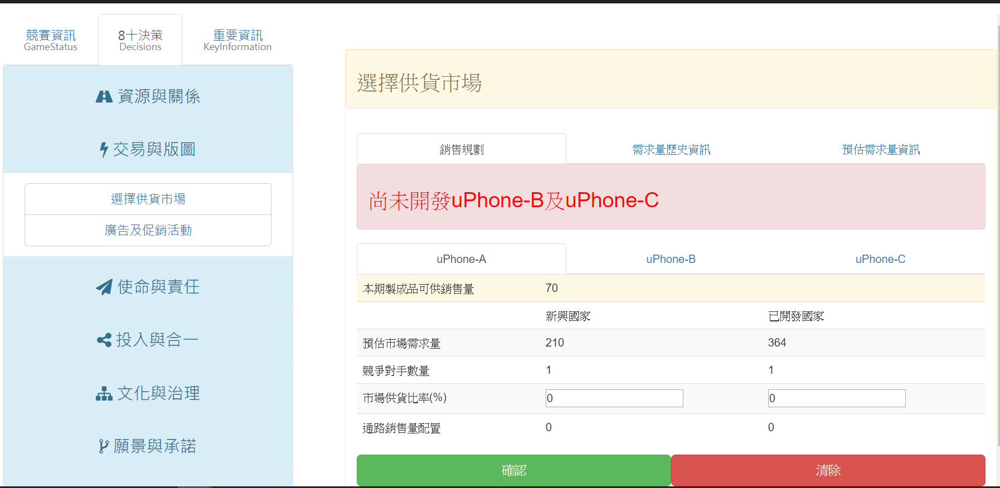 競賽資訊
GameStatus
8十決策
Decisions
重要資訊
KeyInformation
資源與關係
交易與版圖
選擇供貨市場
廣告及促銷活動
使命與責任
投入與合一
文化與治理
願景與承諾
選擇供貨市場
銷售規劃
需求量歷史資訊
預估需求量資訊
尚未開發uPhone-B及uPhone-C
uPhone-A
uPhone-B
uPhone-C
本期製成品可供銷售量 70
新興國家 已開發國家
預估市場需求量 210 364
競爭對手數量 1 1
市場供貨比率(%) 0 0
通路銷售量配置 0 0
確認
清除